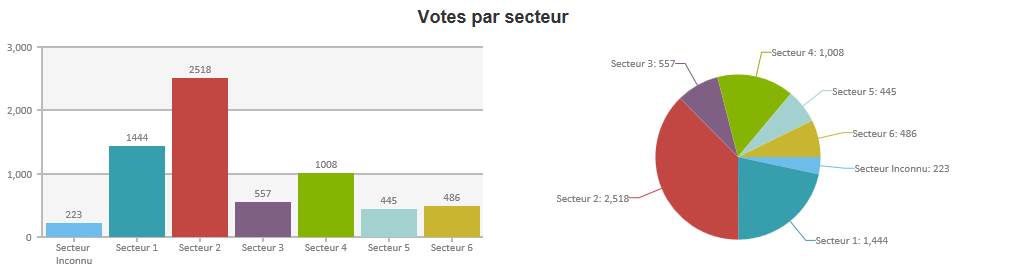 Votes par secteur
3,000
2,000
1,000
0
223
1444
2518
557
1008
445
486
Secteur
Inconnu
Secteur 1
Secteur 2
Secteur 3
Secteur 4
Secteur 5
Secteur 6
Secteur 4: 1,008
Secteur 3: 557
Secteur 5: 445
Secteur 6: 486
Secteur Inconnu: 223
Secteur 2: 2,518
Secteur 1: 1,444